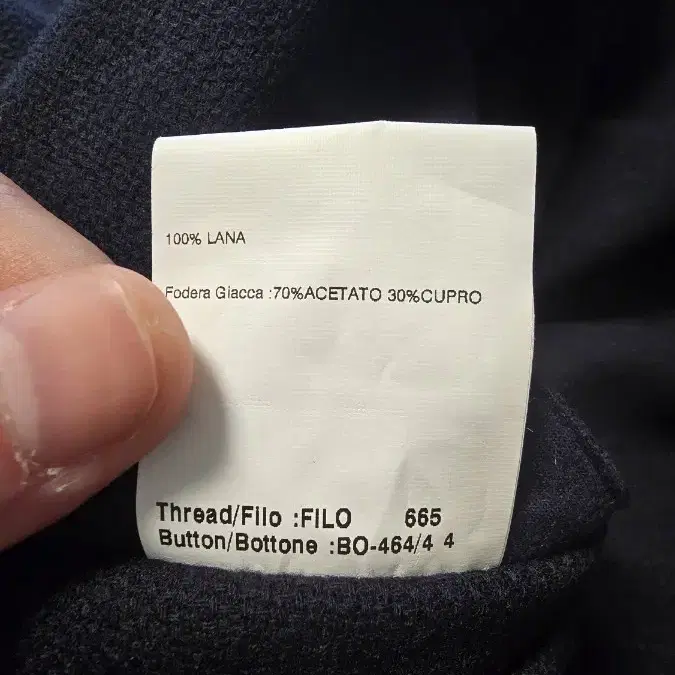 100% LANA
Fodera Giacca :70%ACETATO 30%CUPRO
Thread/Filo :FILO 665
Button/Bottone :BO-464/4 4